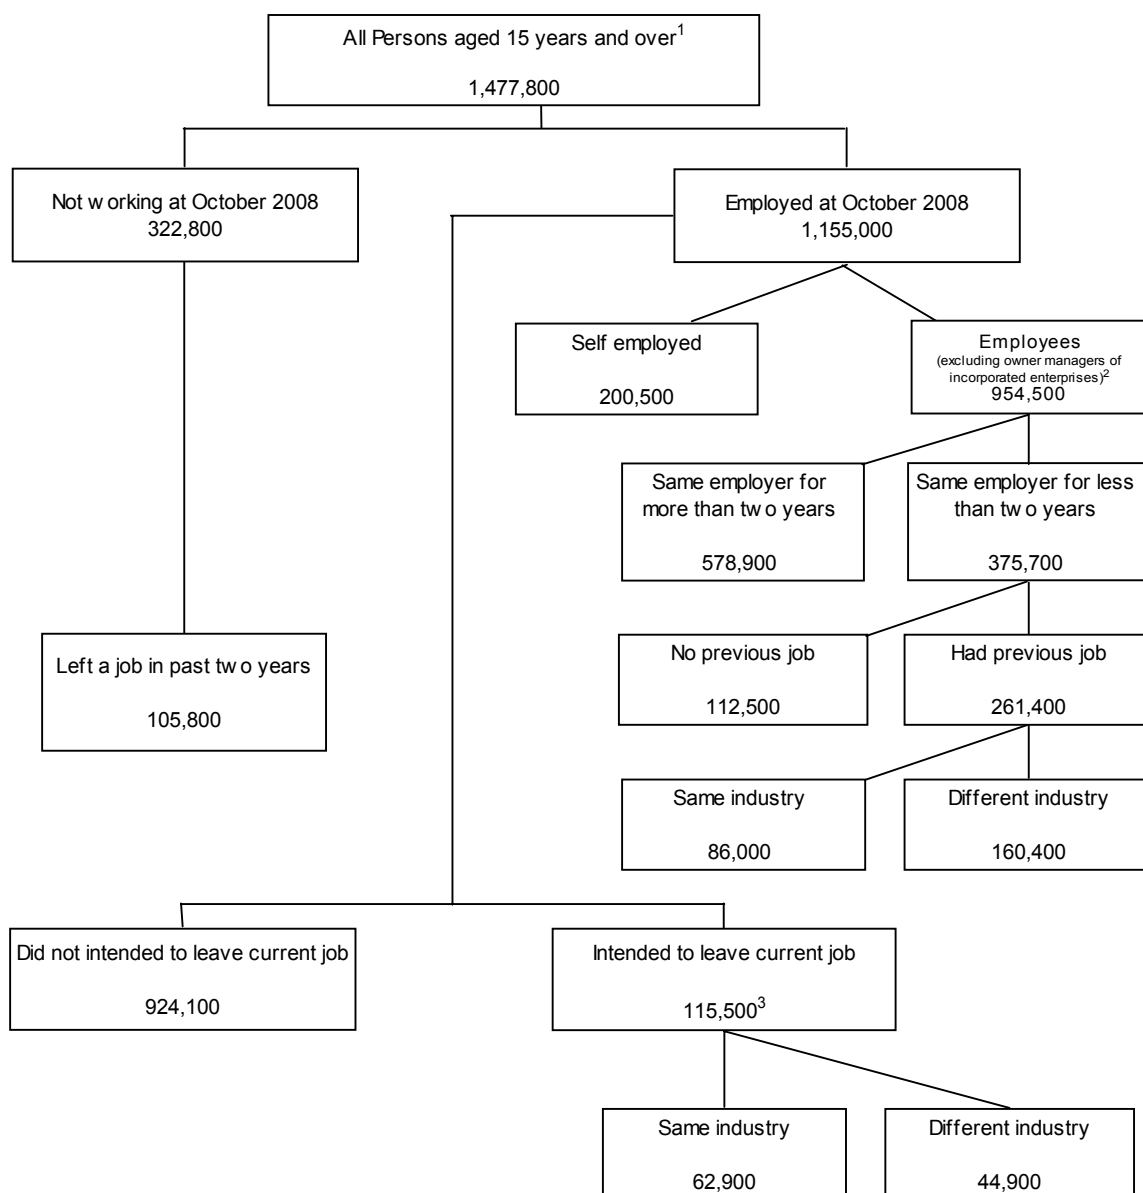 All Persons aged 15 years and over1
1,477,800
Not working at October 2008
322,800
Employed at October 2008
1,155,000
Self employed
200,500
Employees
(excluding owner managers of
incorporated enterprises)2
954,500
Same employer for
more than two years
578,900
Same employer for less
than two years
375,700
Left a job in past two years
105,800
No previous job
112,500
Had previous job
261,400
Same industry
86,000
Different industry
160,400
Did not intended to leave current job
924,100
Intended to leave current job
115,5003
Same industry
62,900
Different industry
44,900